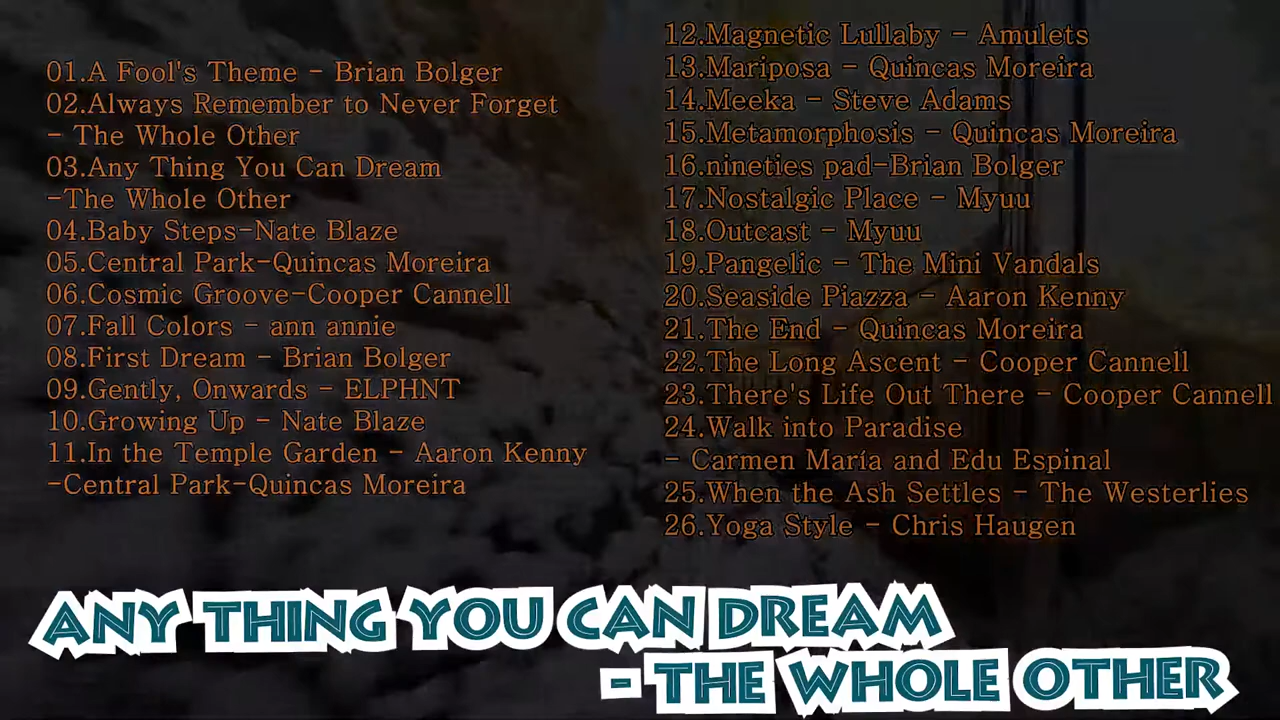 01.A Fool's Theme - Brian Bolger
02.Always Remember to Never Forget
- The Whole Other
03.Any Thing You Can Dream
-The Whole Other
04.Baby Steps-Nate Blaze
05.Central Park-Quincas Moreira
06.Cosmic Groove-Cooper Cannell
07.Fall Colors - ann annie
08.First Dream - Brian Bolger
09.Gently, Onwards - ELPHNT
10.Growing Up - Nate Blaze
11.In the Temple Garden - Aaron Kenny
-Central Park-Quincas Moreira
12.Magnetic Lullaby - Amulets
13.Mariposa - Quincas Moreira
14.Meeka - Steve Adams
15.Metamorphosis - Quincas Moreira
16.nineties pad-Brian Bolger
17.Nostalgic Place - Myuu
18.Outcast - Myuu
19.Pangelic - The Mini Vandals
20.Seaside Piazza - Aaron Kenny
21.The End - Quincas Moreira
22.The Long Ascent - Cooper Cannell
23.There's Life Out There - Cooper Cannell
24.Walk into Paradise
- Carmen María and Edu Espinal
25.When the Ash Settles - The Westerlies
26.Yoga Style - Chris Haugen
ANY THING YOU CAN DREAM
- THE WHOLE OTHER